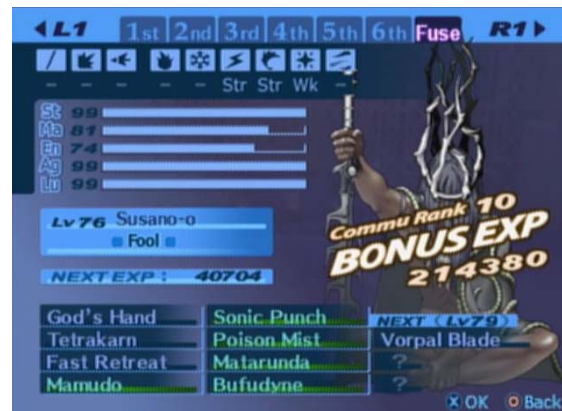 L1 1st 2nd 3rd 4th 5th 6th Fuse R1
- - - - - Str Str Wk -
St 99
Ma 81
En 74
Ag 99
Lu 99
Lv 76 Susano-o
Fool
NEXT EXP : 40704
Commu Rank 10
BONUS EXP
214380
God's Hand
Tetrakarn
Fast Retreat
Mamudo
Sonic Punch
Poison Mist
Matarunda
Bufudyne
NEXT (Lv79)
Vorpal Blade
?
?
X OK O Back